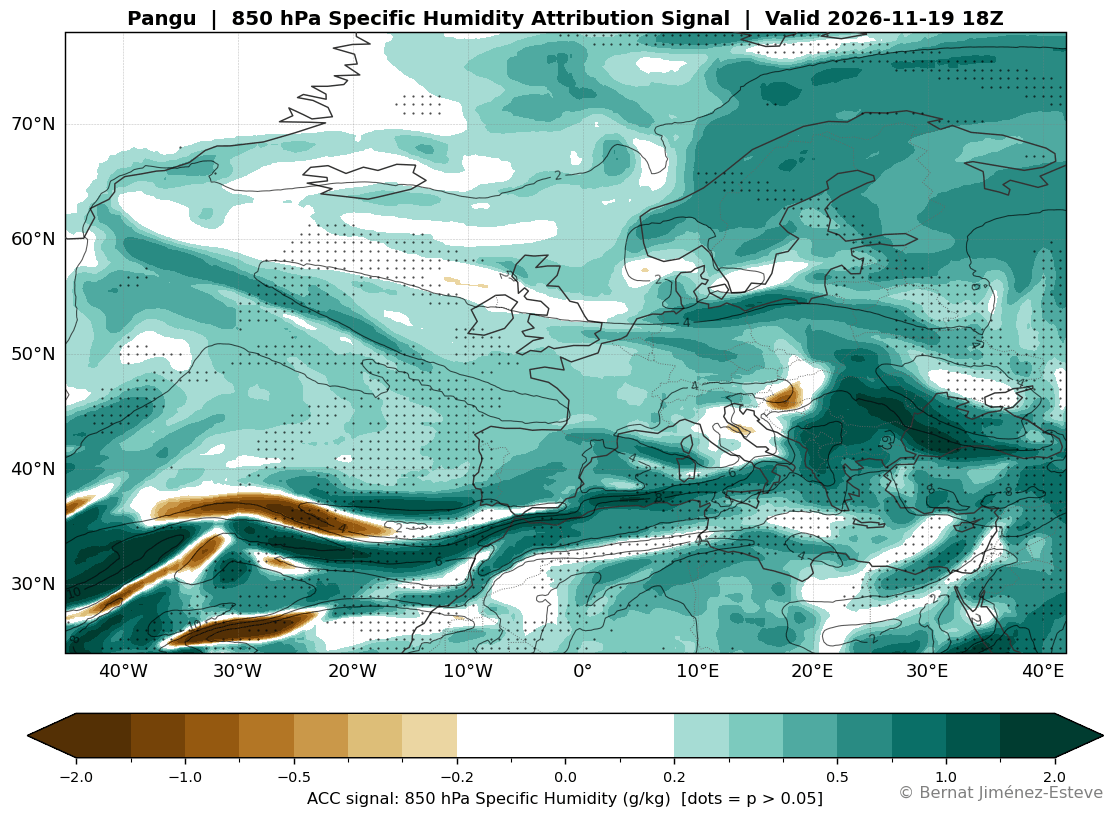 Pangu | 850 hPa Specific Humidity Attribution Signal | Valid 2026-11-19 18Z
70°N
60°N
50°N
40°N
30°N
40°W 30°W 20°W 10°W 0° 10°E 20°E 30°E 40°E
−2.0 −1.0 −0.5 −0.2 0.0 0.2 0.5 1.0 2.0
ACC signal: 850 hPa Specific Humidity (g/kg) [dots = p > 0.05]
© Bernat Jiménez-Esteve